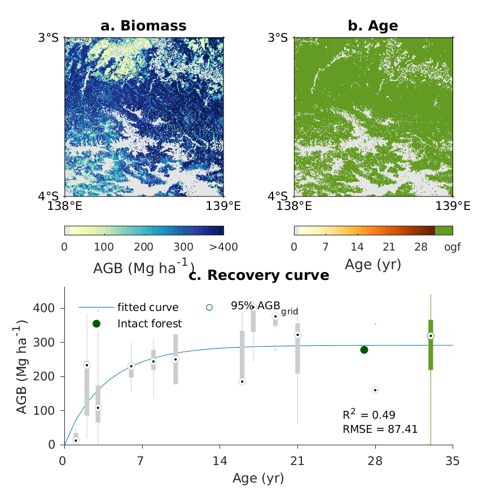 a. Biomass
b. Age
3°S
3°S
4°S
4°S
138°E
139°E
138°E
139°E
0 100 200 300 >400
AGB (Mg ha-1)
0 7 14 21 28 ogf
Age (yr)
c. Recovery curve
fitted curve
95% AGBgrid
Intact forest
400
300
200
100
0
AGB (Mg ha-1)
R2 = 0.49
RMSE = 87.41
0 7 14 21 28 35
Age (yr)